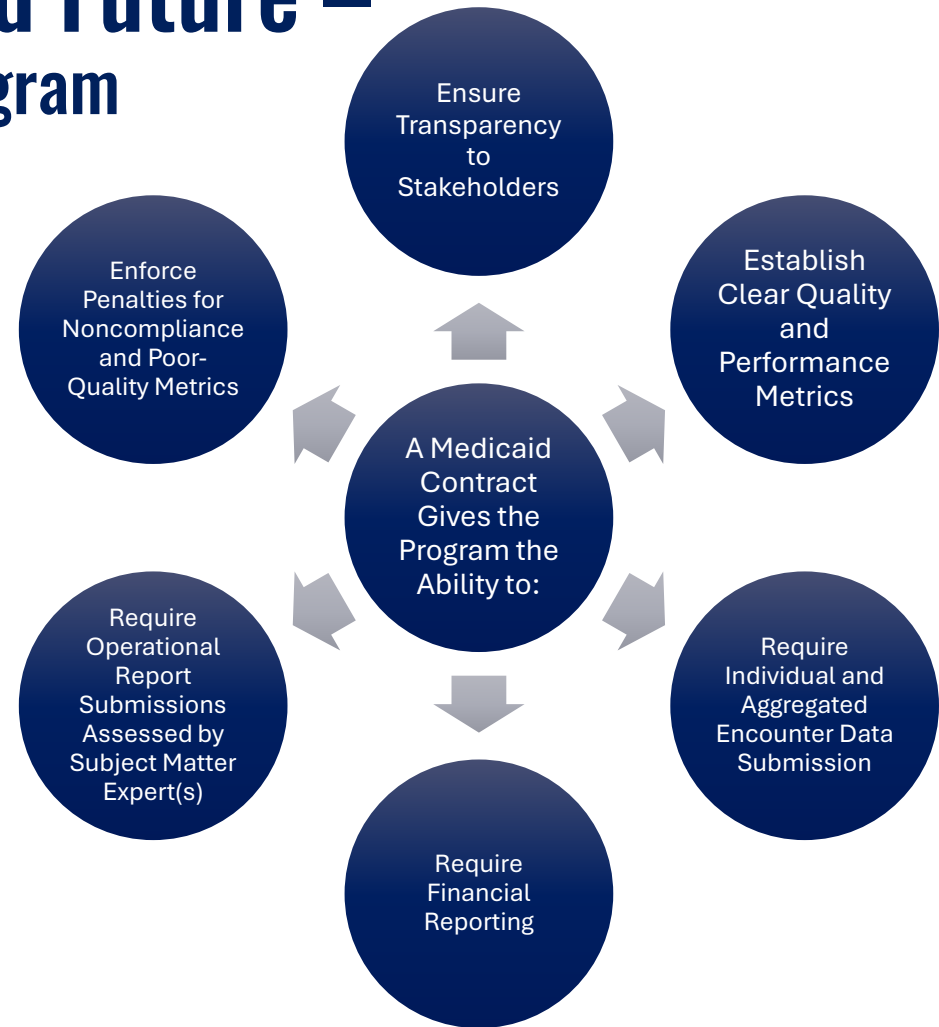 Future –
Ensure
Transparency
to
Stakeholders
Establish
Clear Quality
and
Performance
Metrics
Enforce
Penalties for
Noncompliance
and Poor-
Quality Metrics
A Medicaid
Contract
Gives the
Program the
Ability to:
Require
Operational
Report
Submissions
Assessed by
Subject Matter
Expert(s)
Require
Individual and
Aggregated
Encounter Data
Submission
Require
Financial
Reporting